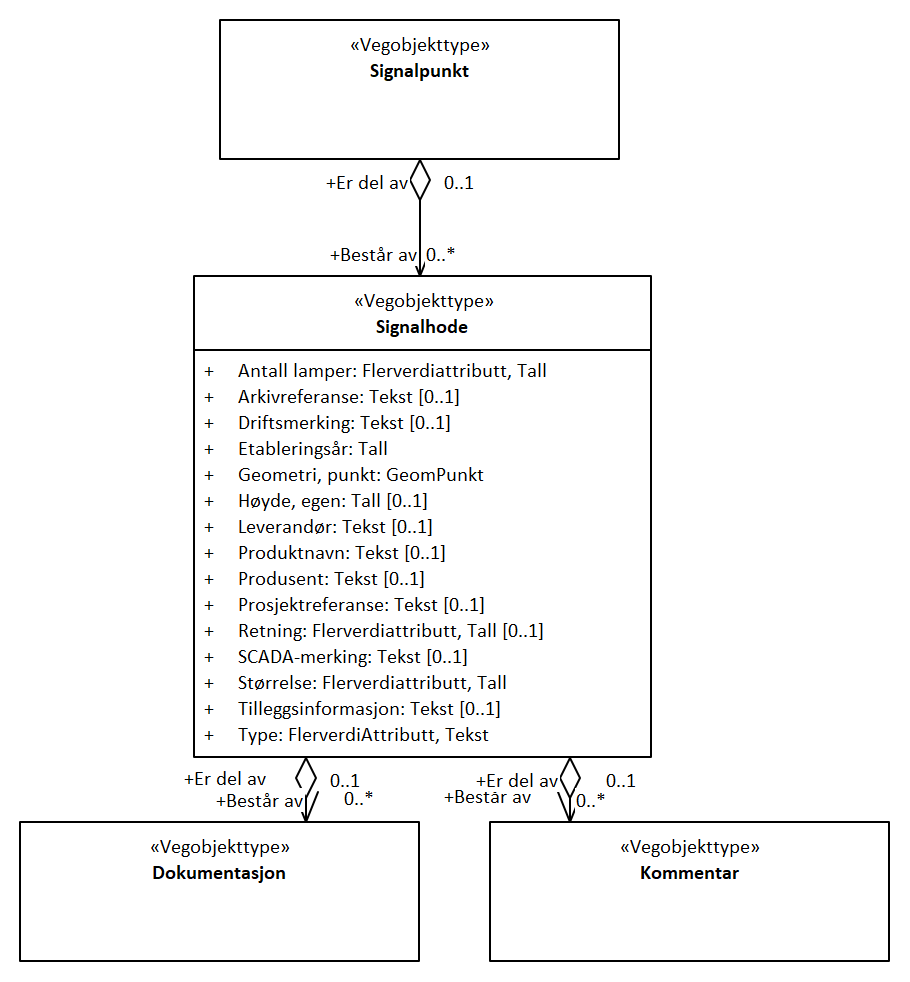 «Vegobjekttype»
Signalpunkt
+Er del av 0..1
+Består av 0..*
«Vegobjekttype»
Signalhode
+ Antall lamper: Flerverdiattributt, Tall
+ Arkivreferanse: Tekst [0..1]
+ Driftsmerking: Tekst [0..1]
+ Etableringsår: Tall
+ Geometri, punkt: GeomPunkt
+ Høyde, egen: Tall [0..1]
+ Leverandør: Tekst [0..1]
+ Produktnavn: Tekst [0..1]
+ Produsent: Tekst [0..1]
+ Prosjektreferanse: Tekst [0..1]
+ Retning: Flerverdiattributt, Tall [0..1]
+ SCADA-merking: Tekst [0..1]
+ Størrelse: Flerverdiattributt, Tall
+ Tilleggsinformasjon: Tekst [0..1]
+ Type: FlerverdiAttributt, Tekst
+Er del av 0..1
+Består av 0..*
+Er del av 0..1
+Består av 0..*
«Vegobjekttype»
Dokumentasjon
«Vegobjekttype»
Kommentar